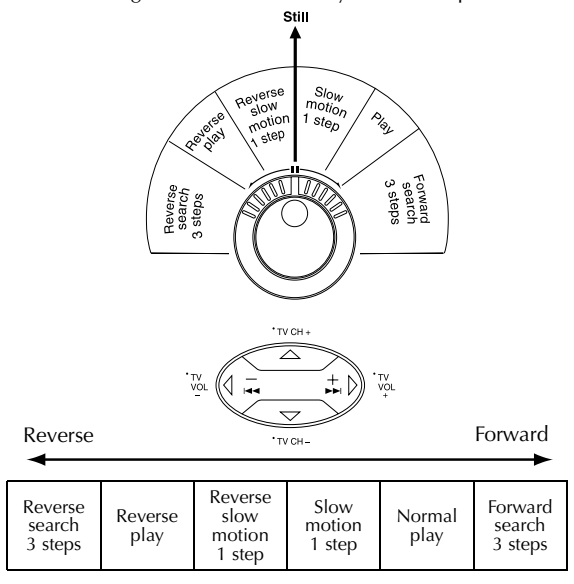 Still
Reverse
search
3 steps
Reverse
play
Reverse
slow
motion
1 step
Slow
motion
1 step
Play
Forward
search
3 steps
* TV CH +
* TV
VOL
–
–
+
* TV
VOL
+
* TV CH –
Reverse
Forward
Reverse
search
3 steps
Reverse
play
Reverse
slow
motion
1 step
Slow
motion
1 step
Normal
play
Forward
search
3 steps